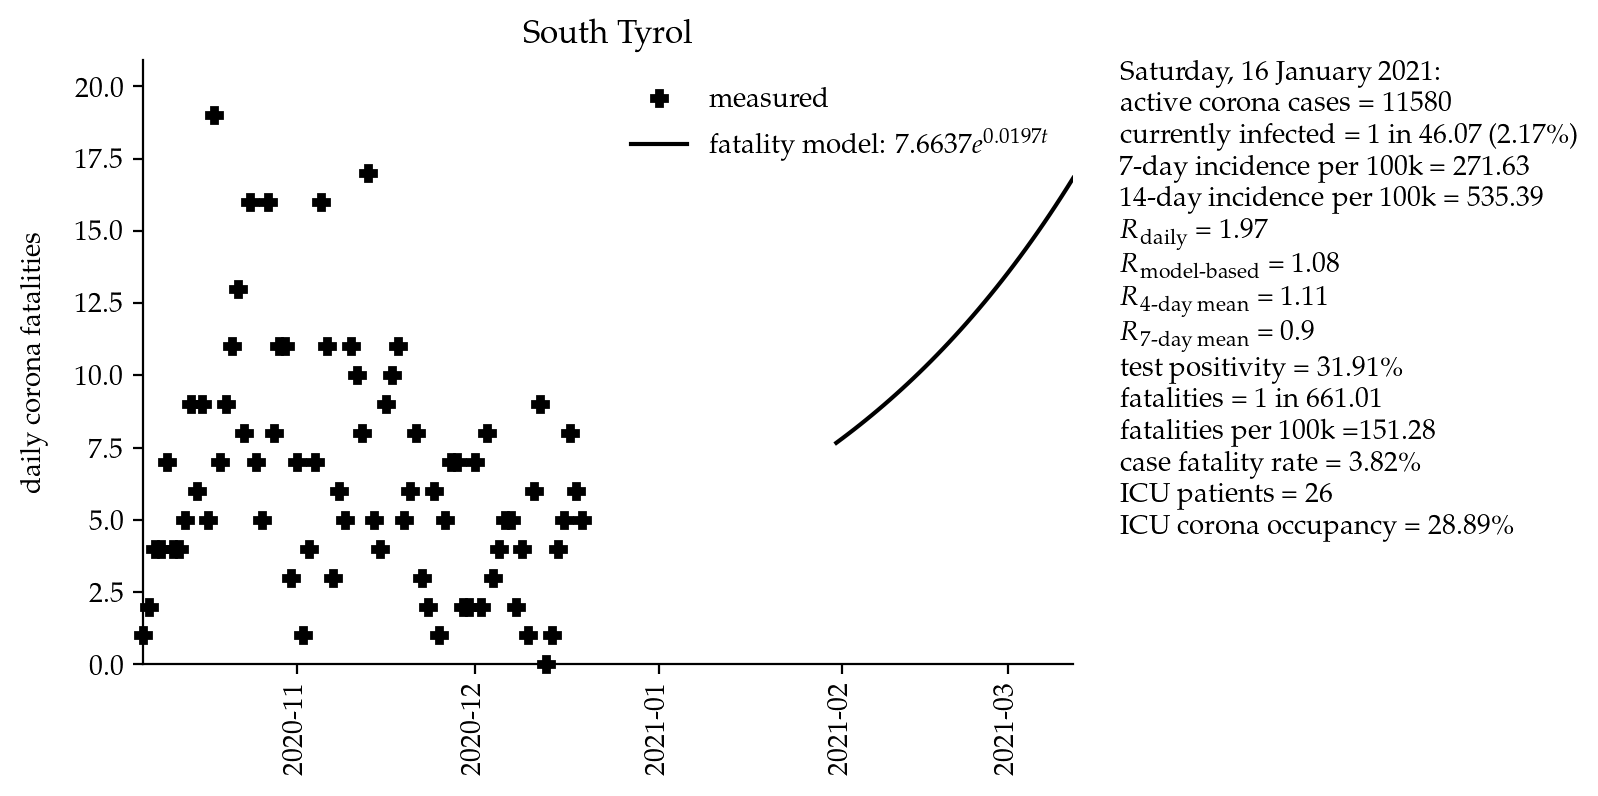 South Tyrol
20.0
17.5
15.0
12.5
10.0
7.5
5.0
2.5
0.0
daily corona fatalities
measured
fatality model: 7.6637e^0.0197t
2020-11
2020-12
2021-01
2021-02
2021-03
Saturday, 16 January 2021:
active corona cases = 11580
currently infected = 1 in 46.07 (2.17%)
7-day incidence per 100k = 271.63
14-day incidence per 100k = 535.39
R_daily = 1.97
R_model-based = 1.08
R_4-day mean = 1.11
R_7-day mean = 0.9
test positivity = 31.91%
fatalities = 1 in 661.01
fatalities per 100k =151.28
case fatality rate = 3.82%
ICU patients = 26
ICU corona occupancy = 28.89%